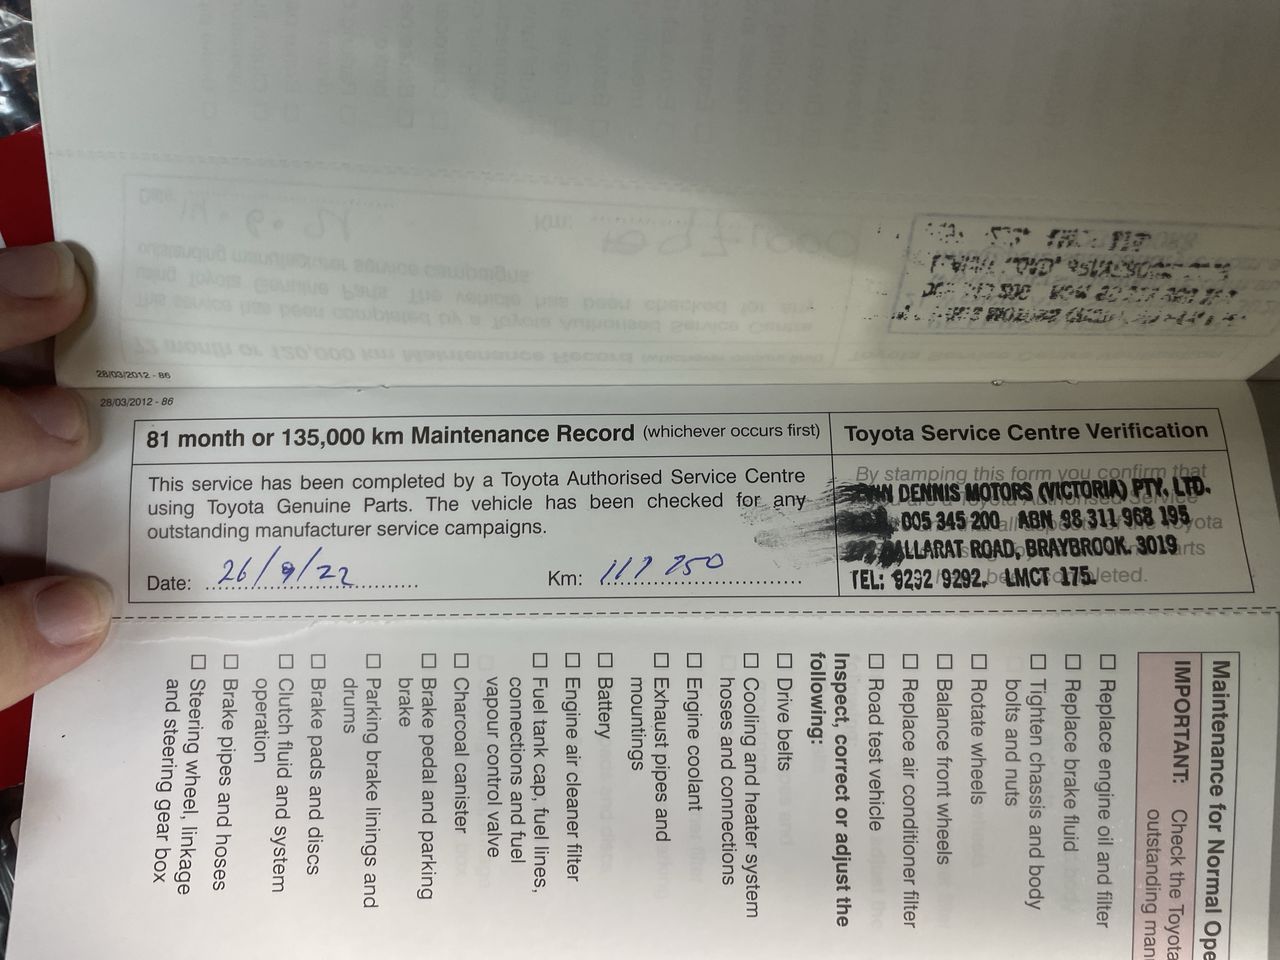 28/03/2012 - 86
28/03/2012 - 86
81 month or 135,000 km Maintenance Record (whichever occurs first)
This service has been completed by a Toyota Authorised Service Centre
using Toyota Genuine Parts. The vehicle has been checked for any
outstanding manufacturer service campaigns.
Date: 26/9/22
Km: 117 250
Toyota Service Centre Verification
By stamping this form you confirm that
DENNIS MOTORS (VICTORIA) PTY. LTD.
005 345 200 ABN 98 311 968 195
BALLARAT ROAD, BRAYBROOK. 3019
TEL: 9292 9292. LMCT 175.
Maintenance for Normal Ope
IMPORTANT: Check the Toyota
outstanding man
☐ Replace engine oil and filter
☐ Replace brake fluid
☐ Tighten chassis and body
bolts and nuts
☐ Rotate wheels
☐ Balance front wheels
☐ Replace air conditioner filter
☐ Road test vehicle
Inspect, correct or adjust the
following:
☐ Drive belts
☐ Cooling and heater system
hoses and connections
☐ Engine coolant
☐ Exhaust pipes and
mountings
☐ Battery
☐ Engine air cleaner filter
☐ Fuel tank cap, fuel lines,
connections and fuel
vapour control valve
☐ Charcoal canister
☐ Brake pedal and parking
brake
☐ Parking brake linings and
drums
☐ Brake pads and discs
☐ Clutch fluid and system
operation
☐ Brake pipes and hoses
☐ Steering wheel, linkage
and steering gear box